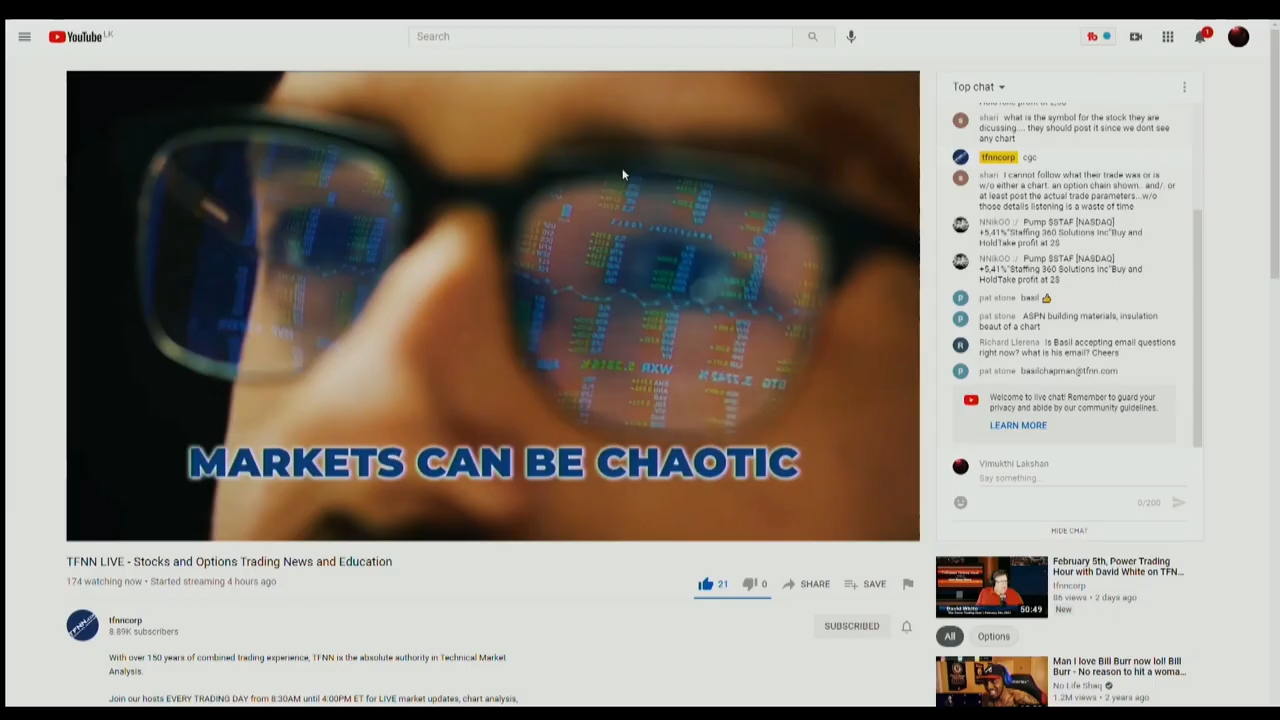 YouTube LK
Search
1
MARKETS CAN BE CHAOTIC
TFNN LIVE - Stocks and Options Trading News and Education
174 watching now • Started streaming 4 hours ago
21
0
SHARE
SAVE
tfnncorp
8.89K subscribers
SUBSCRIBED
With over 150 years of combined trading experience, TFNN is the absolute authority in Technical Market
Analysis.
Join our hosts EVERY TRADING DAY from 8:30AM until 4:00PM ET for LIVE market updates, chart analysis,
Top chat
shari what is the symbol for the stock they are
dicussing.... they should post it since we dont see
any chart
tfnncorp cgc
shari I cannot follow what their trade was or is
w/o either a chart. an option chain shown. and/. or
at least post the actual trade parameters...w/o
those details listening is a waste of time
NNikOO :/ Pump $STAF [NASDAQ]
+5,41%"Staffing 360 Solutions Inc"Buy and
HoldTake profit at 2$
NNikOO :/ Pump $STAF [NASDAQ]
+5,41%"Staffing 360 Solutions Inc"Buy and
HoldTake profit at 2$
pat stone basil 👍
pat stone ASPN building materials, insulation
beaut of a chart
Richard Llerena Is Basil accepting email questions
right now? what is his email? Cheers
pat stone basilchapman@tfnn.com
Welcome to live chat! Remember to guard your
privacy and abide by our community guidelines.
LEARN MORE
Vimukthi Lakshan
Say something...
0/200
HIDE CHAT
50:49
February 5th, Power Trading
Hour with David White on TFN...
tfnncorp
86 views • 2 days ago
New
All
Options
Man I love Bill Burr now lol! Bill
Burr - No reason to hit a woma...
No Life Shaq
1.2M views • 2 years ago